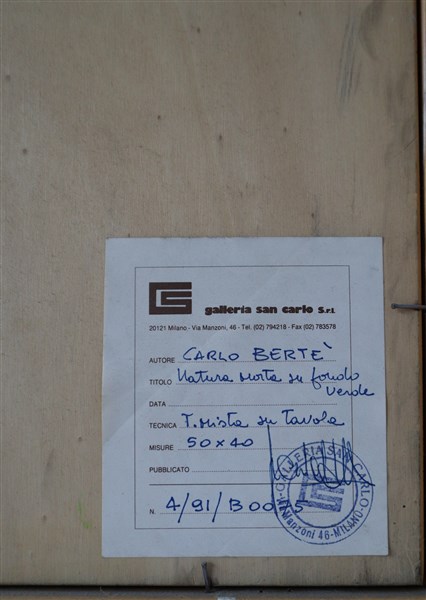 galleria san carlo S.r.l.
20121 Milano - Via Manzoni, 46 - Tel. (02) 794218 - Fax (02) 783578
AUTORE CARLO BERTE'
TITOLO Natura morta su fondo verde
DATA
TECNICA T. mista su tavola
MISURE 50x40
PUBBLICATO
N. 4/91/B0045
GALLERIA SAN CARLO
Manzoni 46 - MILANO